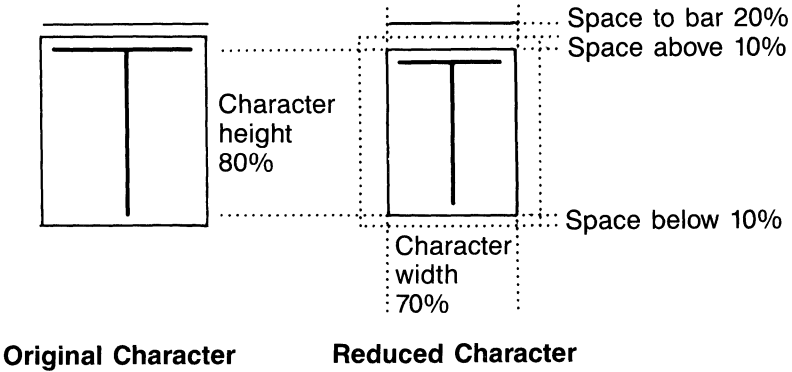 Space to bar 20%
Space above 10%
T
T
Character
height
80%
Space below 10%
Character
width
70%
Original Character
Reduced Character